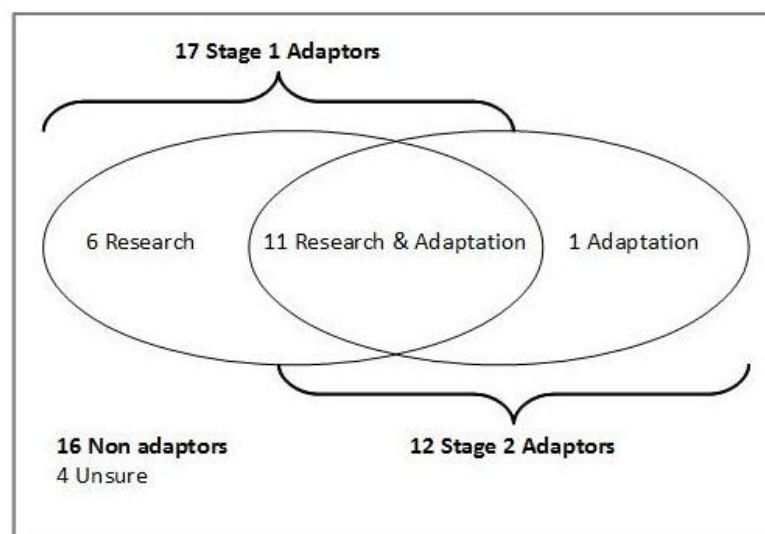 17 Stage 1 Adaptors
6 Research
11 Research & Adaptation
1 Adaptation
16 Non adaptors
4 Unsure
12 Stage 2 Adaptors